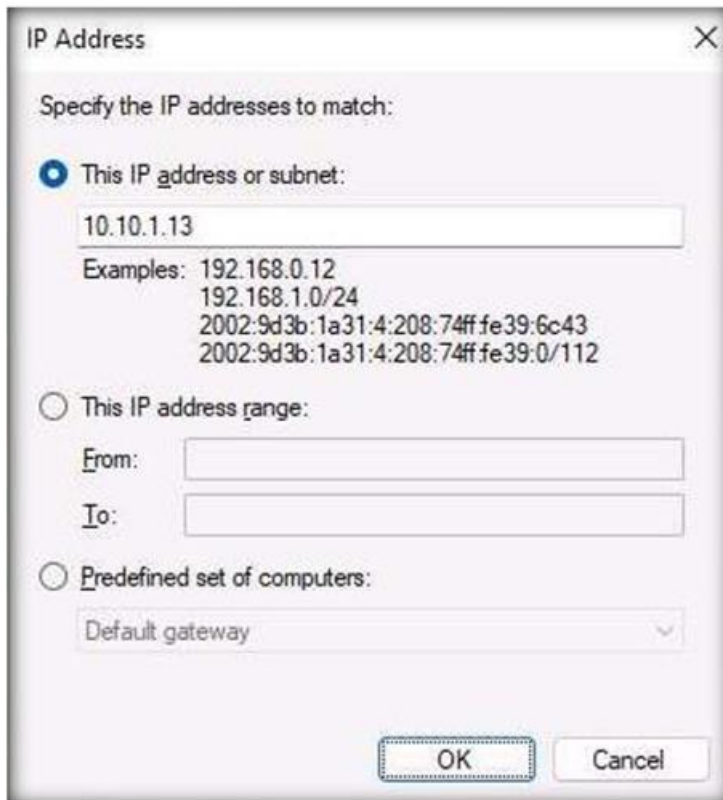 IP Address
Specify the IP addresses to match:
This IP address or subnet:
10.10.1.13
Examples: 192.168.0.12
192.168.1.0/24
2002:9d3b:1a31:4:208:74ff:fe39:6c43
2002:9d3b:1a31:4:208:74ff:fe39:0/112
This IP address range:
From:
To:
Predefined set of computers:
Default gateway
OK Cancel